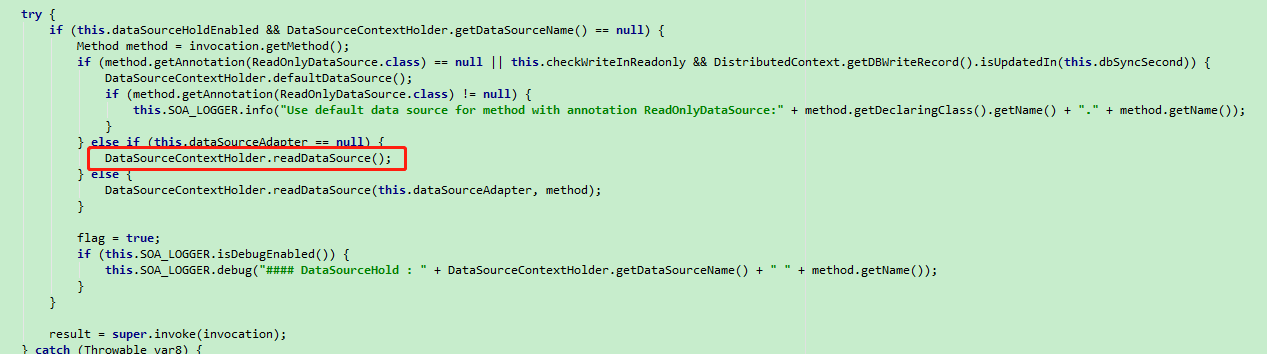 try {
if (this.dataSourceHoldEnabled && DataSourceContextHolder.getDataSourceName() == null) {
Method method = invocation.getMethod();
if (method.getAnnotation(ReadOnlyDataSource.class) == null || this.checkWriteInReadonly && DistributedContext.getDBWriteRecord().isUpdatedIn(this.dbSyncSecond)) {
DataSourceContextHolder.defaultDataSource();
if (method.getAnnotation(ReadOnlyDataSource.class) != null) {
this.SOA_LOGGER.info("Use default data source for method with annotation ReadOnlyDataSource:" + method.getDeclaringClass().getName() + "." + method.getName());
}
} else if (this.dataSourceAdapter == null) {
DataSourceContextHolder.readDataSource();
} else {
DataSourceContextHolder.readDataSource(this.dataSourceAdapter, method);
}
flag = true;
if (this.SOA_LOGGER.isDebugEnabled()) {
this.SOA_LOGGER.debug("#### DataSourceHold : " + DataSourceContextHolder.getDataSourceName() + " " + method.getName());
}
}
result = super.invoke(invocation);
} catch (Throwable var8) {